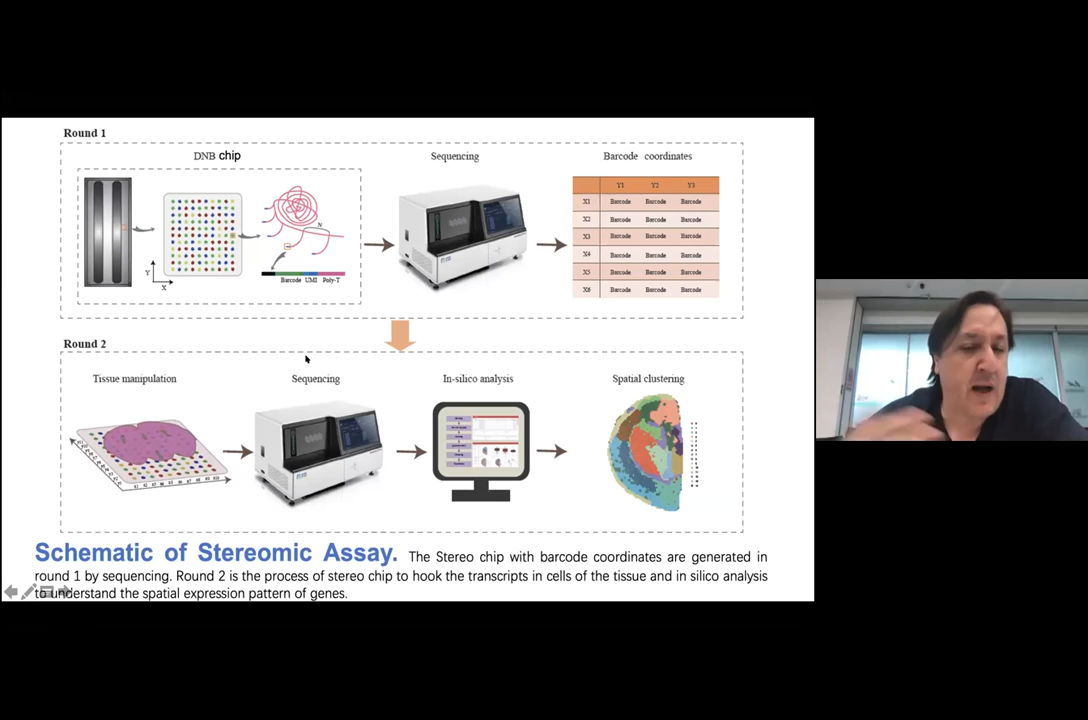 Round 1
DNB chip
Sequencing
Barcode coordinates
Y1 Y2 Y3
X1 Barcode Barcode Barcode
X2 Barcode Barcode Barcode
X3 Barcode Barcode Barcode
X4 Barcode Barcode Barcode
X5 Barcode Barcode Barcode
X6 Barcode Barcode Barcode
N
Y
X
Barcode UMI Poly-T
Round 2
Tissue manipulation
Sequencing
In-silico analysis
Spatial clustering
Schematic of Stereomic Assay. The Stereo chip with barcode coordinates are generated in
round 1 by sequencing. Round 2 is the process of stereo chip to hook the transcripts in cells of the tissue and in silico analysis
to understand the spatial expression pattern of genes.